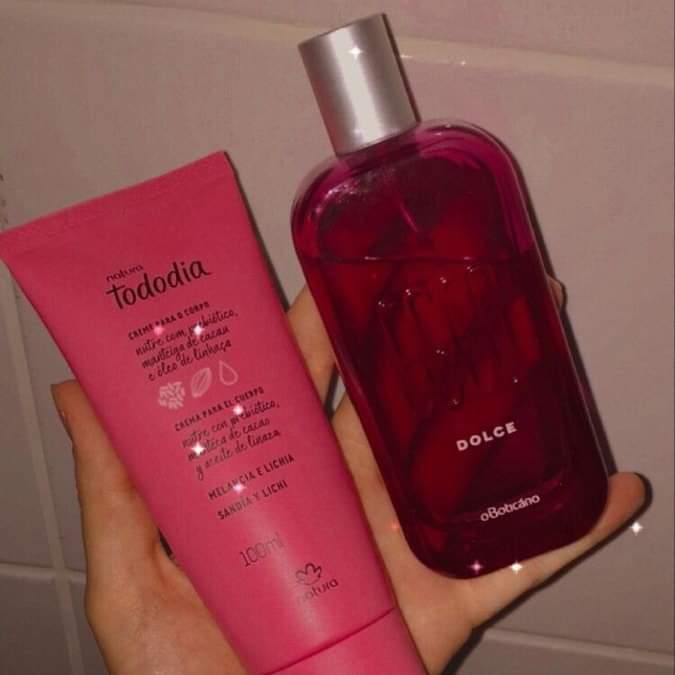 natura
tododia
CREME PARA O CORPO
nutre com prebiótico,
manteiga de cacau
e óleo de linhaça
CREMA PARA EL CUERPO
nutre con prebiótico,
manteca de cacao
y aceite de linaza
MELANCIA E LICHIA
SANDÍA Y LICHI
100ml
natura
DOLCE
oBoticário